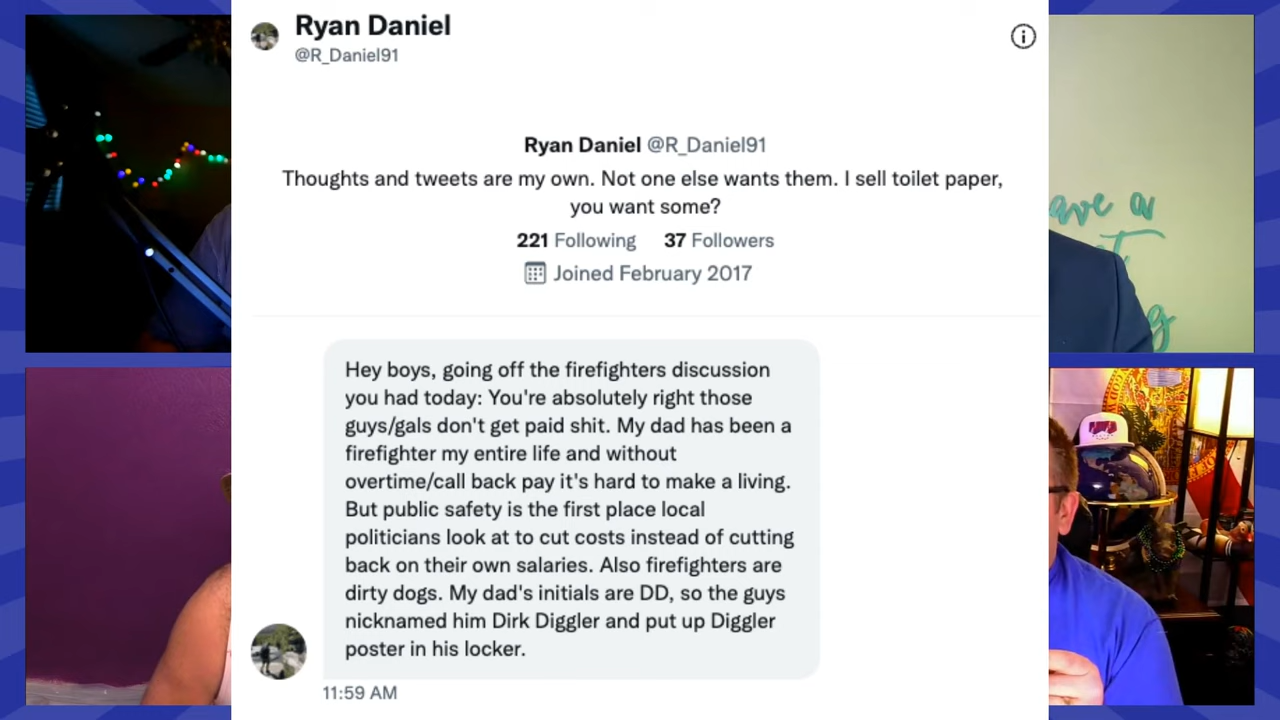 Ryan Daniel
@R_Daniel91
Ryan Daniel @R_Daniel91
Thoughts and tweets are my own. Not one else wants them. I sell toilet paper,
you want some?
221 Following 37 Followers
Joined February 2017
Hey boys, going off the firefighters discussion
you had today: You're absolutely right those
guys/gals don't get paid shit. My dad has been a
firefighter my entire life and without
overtime/call back pay it's hard to make a living.
But public safety is the first place local
politicians look at to cut costs instead of cutting
back on their own salaries. Also firefighters are
dirty dogs. My dad's initials are DD, so the guys
nicknamed him Dirk Diggler and put up Diggler
poster in his locker.
11:59 AM